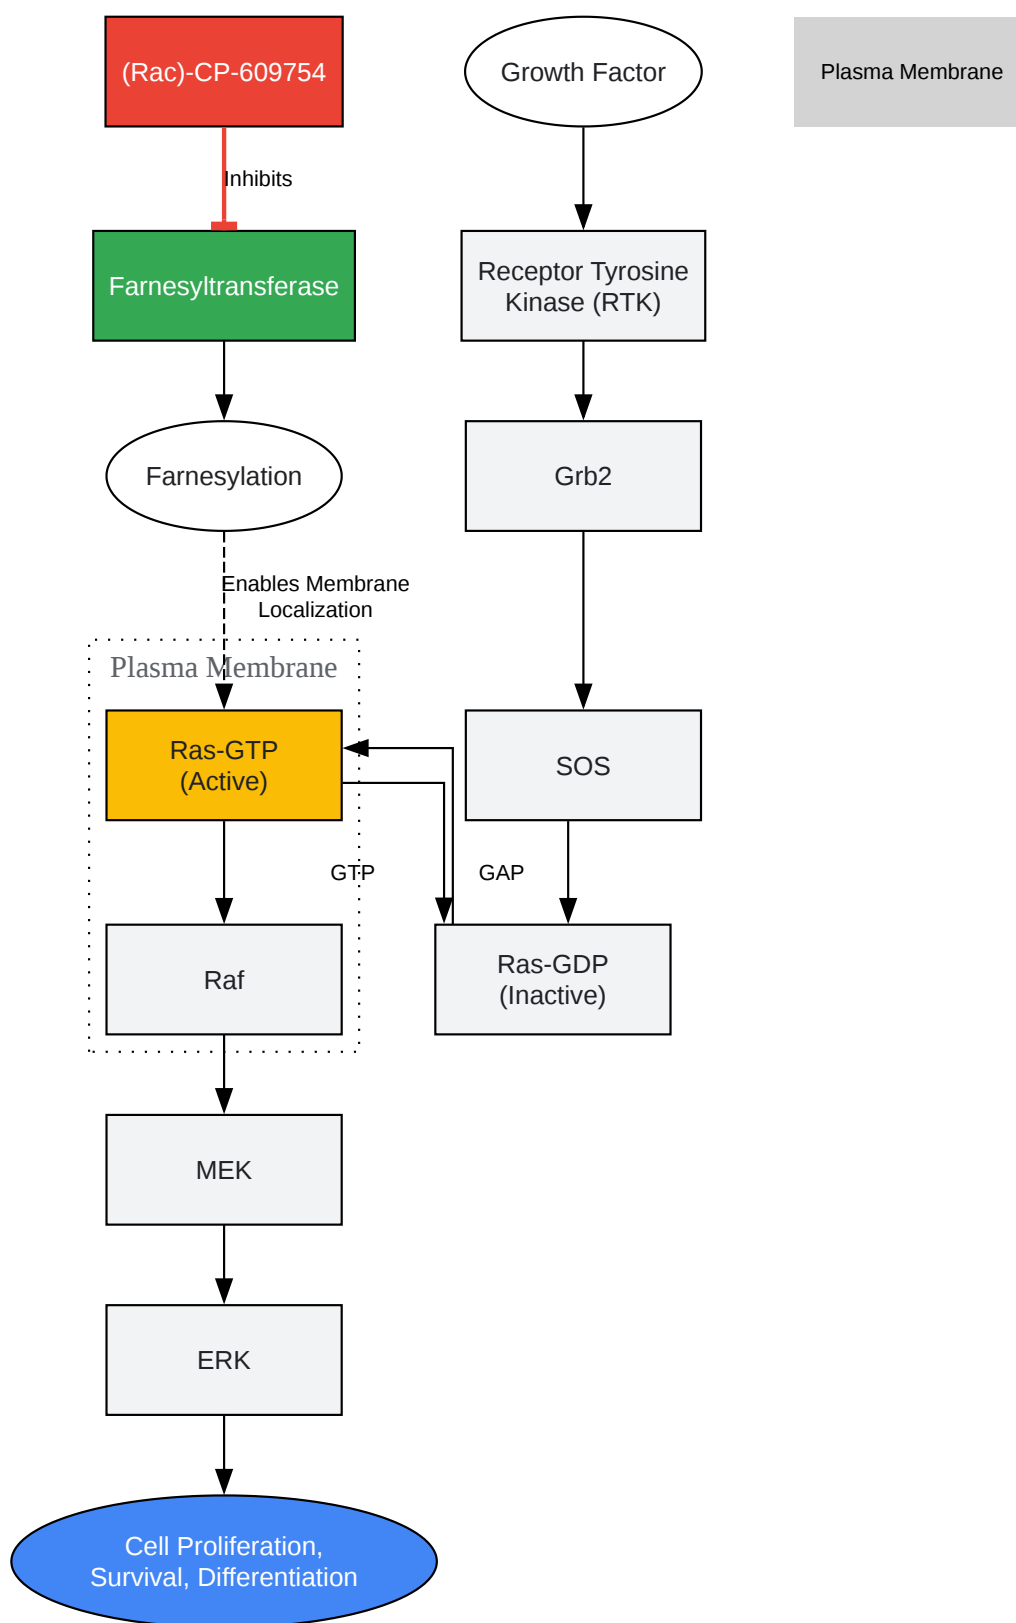 (Rac)-CP-609754
Growth Factor
Plasma Membrane
Inhibits
Farnesyltransferase
Receptor Tyrosine
Kinase (RTK)
Farnesylation
Grb2
Enables Membrane
Localization
Plasma Membrane
Ras-GTP
(Active)
SOS
GTP
GAP
Raf
Ras-GDP
(Inactive)
MEK
ERK
Cell Proliferation,
Survival, Differentiation